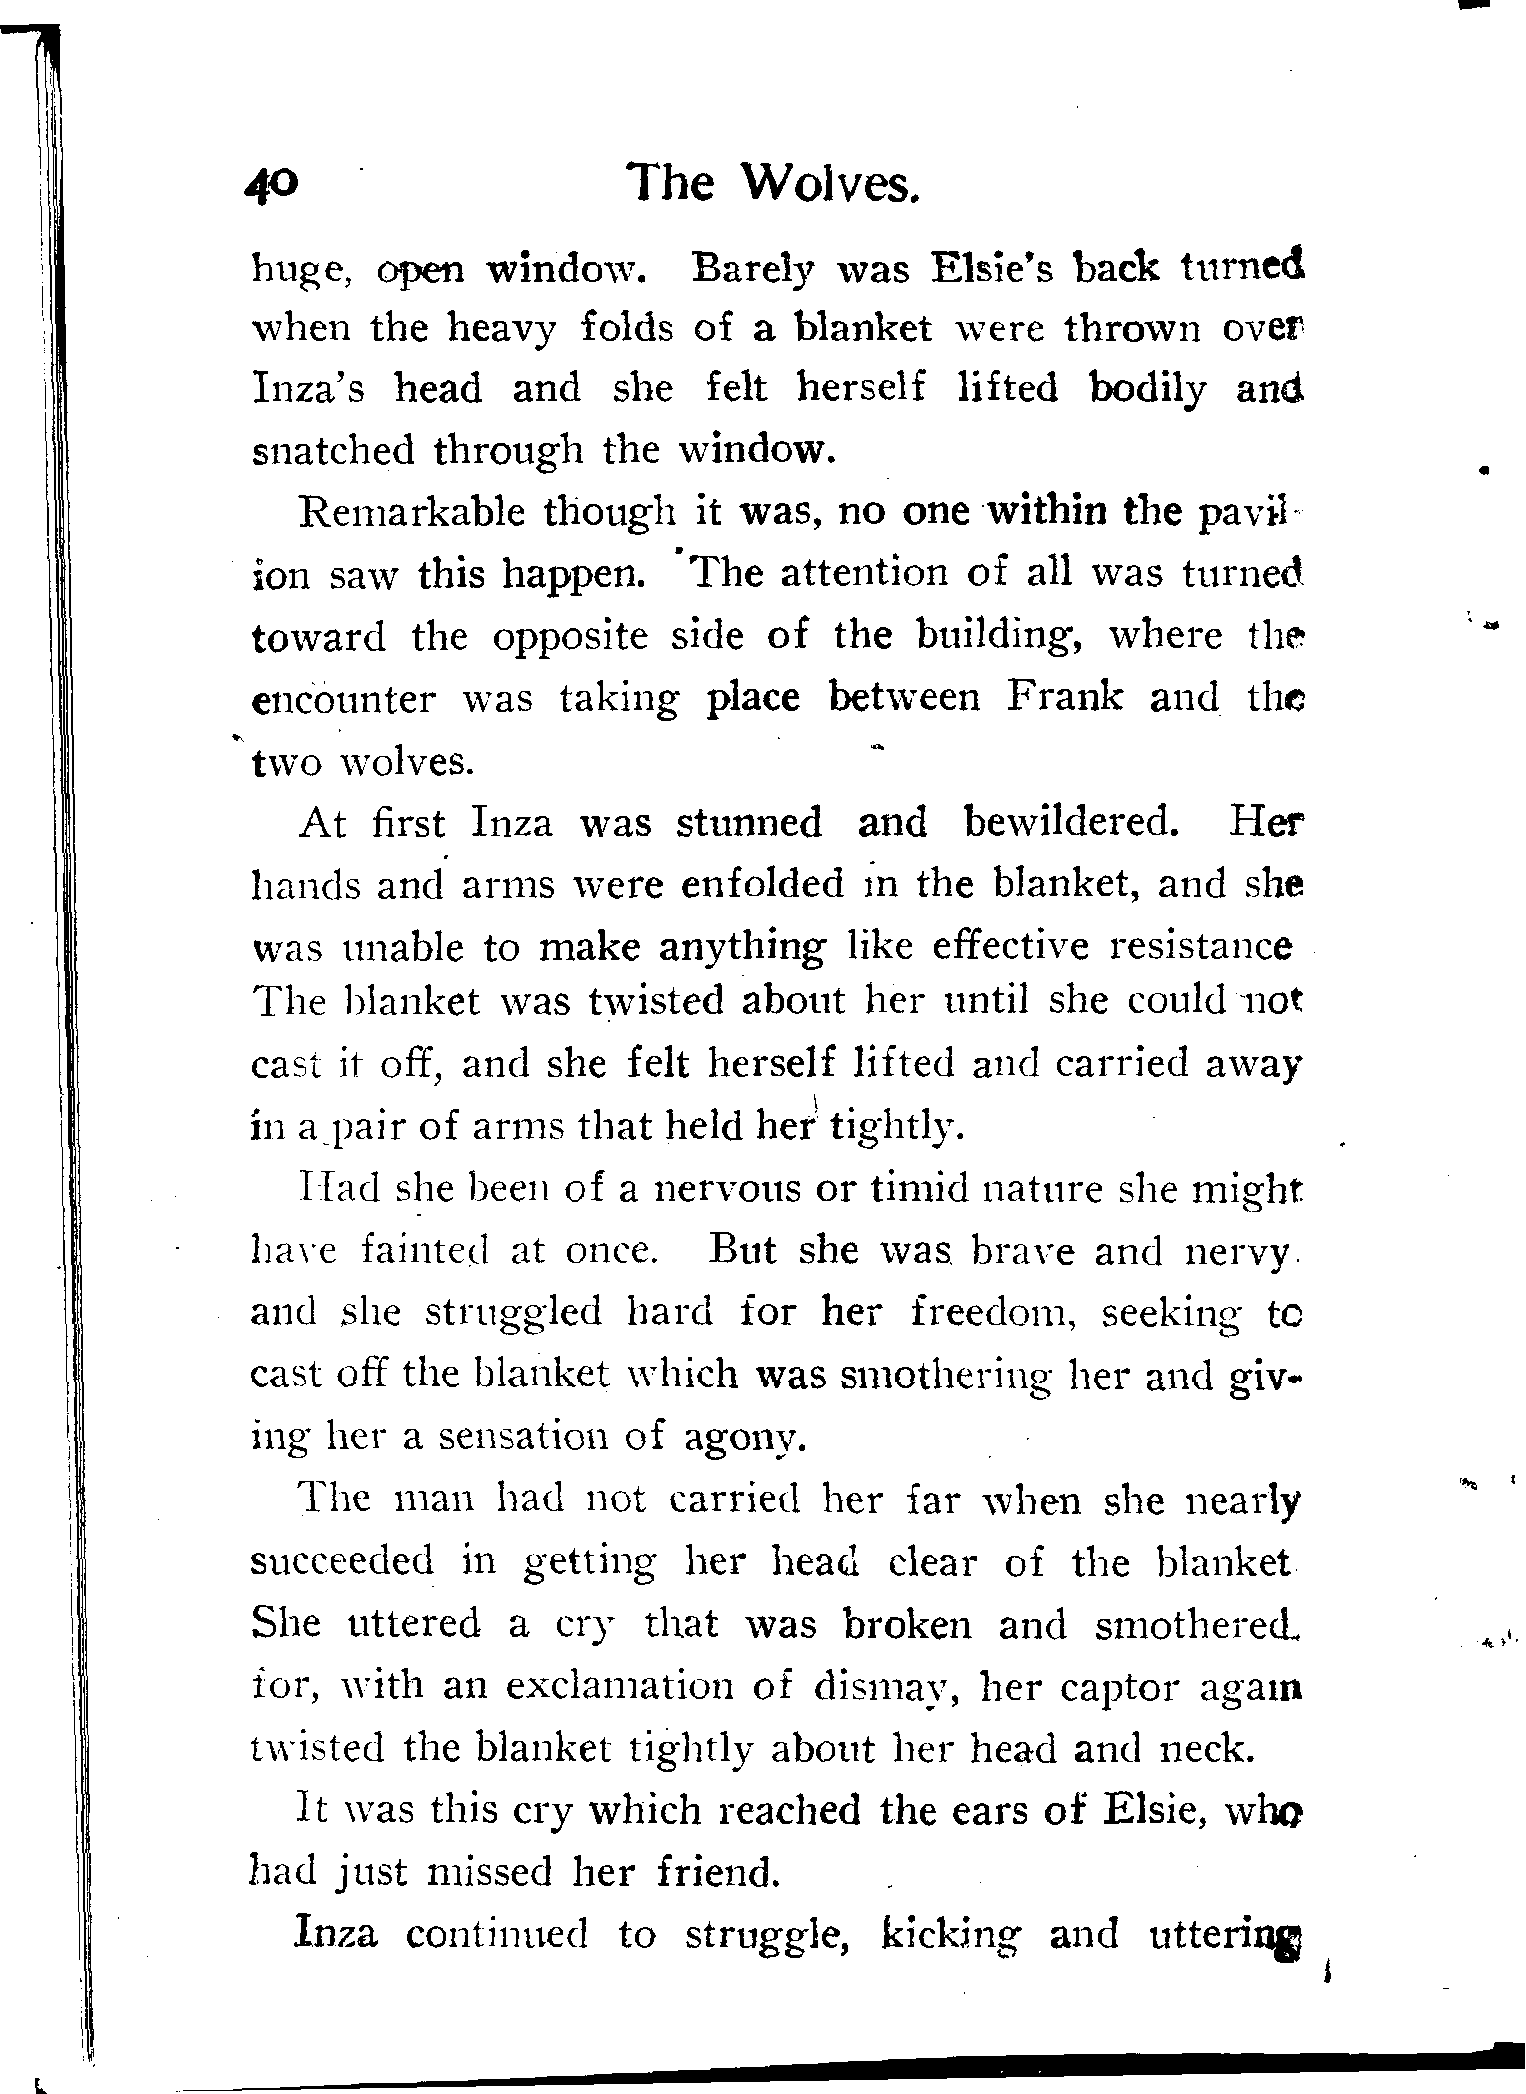 40 The Wolves.
huge, open window. Barely was Elsie's back turned
when the heavy folds of a blanket were thrown over
Inza's head and she felt herself lifted bodily and
snatched through the window.
Remarkable though it was, no one within the pavil-
ion saw this happen. The attention of all was turned
toward the opposite side of the building, where the
encounter was taking place between Frank and the
two wolves.
At first Inza was stunned and bewildered. Her
hands and arms were enfolded in the blanket, and she
was unable to make anything like effective resistance
The blanket was twisted about her until she could not
cast it off, and she felt herself lifted and carried away
in a pair of arms that held her tightly.
Had she been of a nervous or timid nature she might
have fainted at once. But she was brave and nervy.
and she struggled hard for her freedom, seeking to
cast off the blanket which was smothering her and giv-
ing her a sensation of agony.
The man had not carried her far when she nearly
succeeded in getting her head clear of the blanket
She uttered a cry that was broken and smothered.
for, with an exclamation of dismay, her captor again
twisted the blanket tightly about her head and neck.
It was this cry which reached the ears of Elsie, who
had just missed her friend.
Inza continued to struggle, kicking and uttering